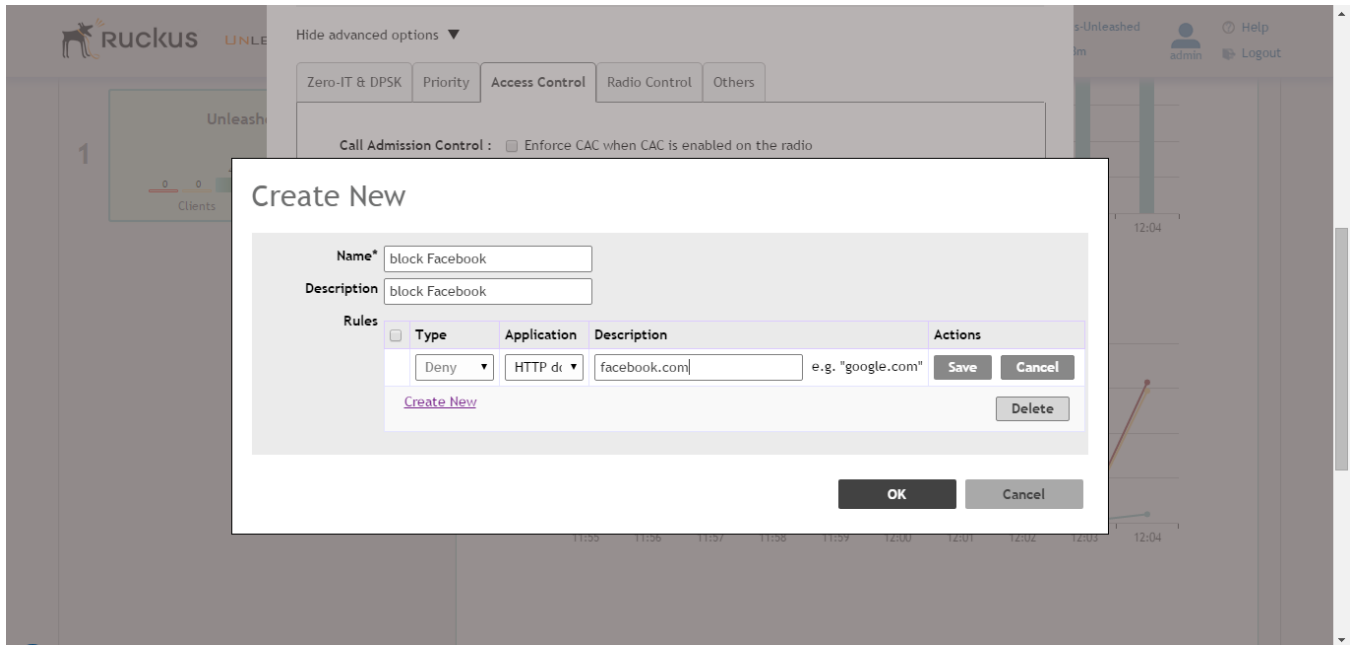 RUCKUS UNLE
Hide advanced options ▼
s-Unleashed
admin
Help
Logout
Zero-IT & DPSK Priority Access Control Radio Control Others
Unleash
1
Call Admission Control : Enforce CAC when CAC is enabled on the radio
0 0
Clients
12:04
Create New
Name* block Facebook
Description block Facebook
Rules
Type Application Description Actions
Deny HTTP do facebook.com e.g. "google.com" Save Cancel
Create New Delete
OK Cancel
11:55 11:56 11:57 11:58 11:59 12:00 12:01 12:02 12:03 12:04